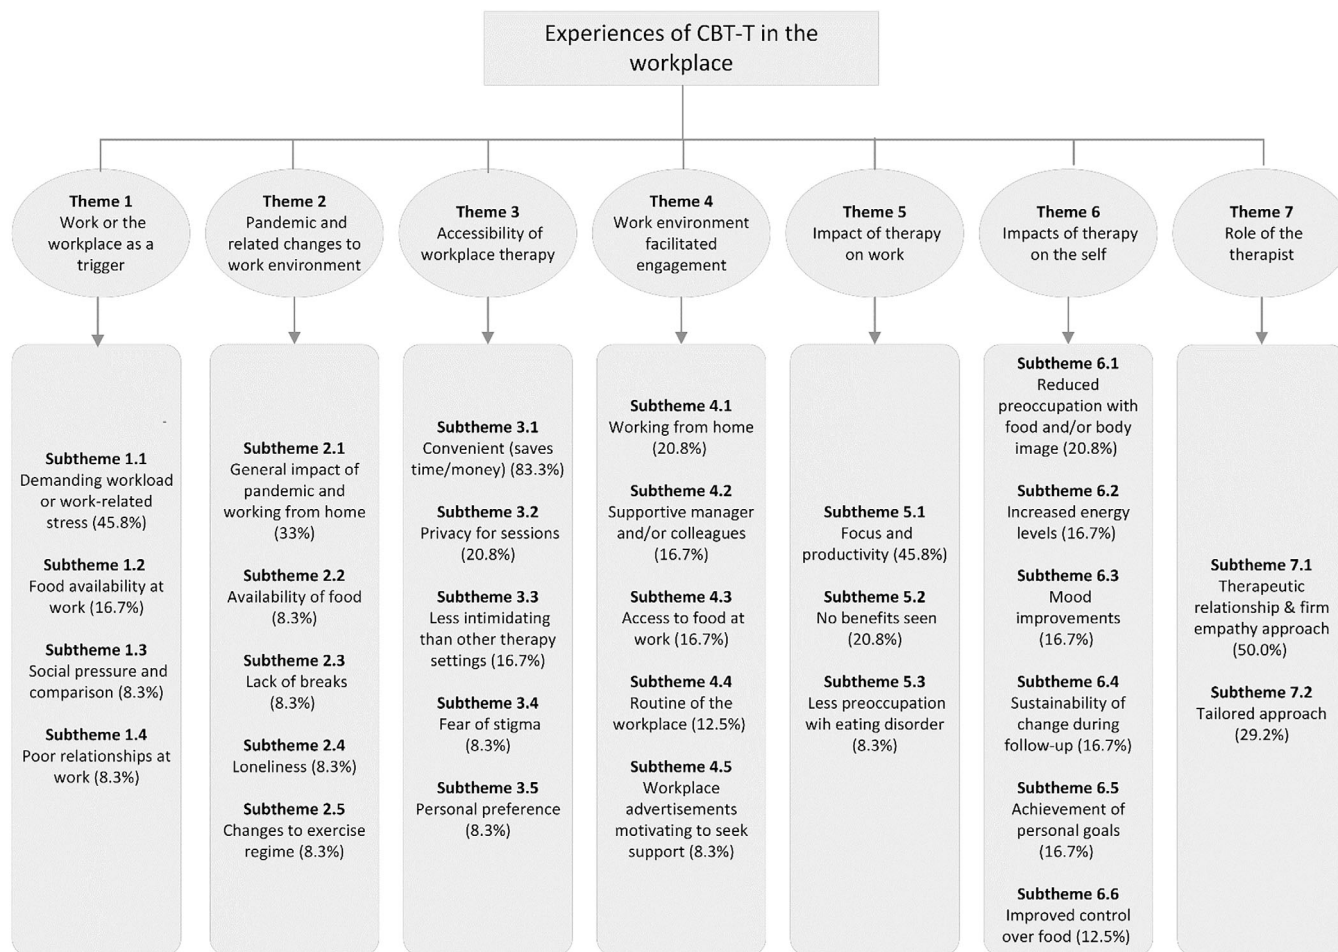 Experiences of CBT-T in the
workplace
Theme 1
Work or the
workplace as a
trigger
Theme 2
Pandemic and
related changes to
work environment
Theme 3
Accessibility of
workplace therapy
Theme 4
Work environment
facilitated
engagement
Theme 5
Impact of therapy
on work
Theme 6
Impacts of therapy
on the self
Theme 7
Role of the
therapist
Subtheme 1.1
Demanding workload
or work-related
stress (45.8%)
Subtheme 1.2
Food availability at
work (16.7%)
Subtheme 1.3
Social pressure and
comparison (8.3%)
Subtheme 1.4
Poor relationships at
work (8.3%)
Subtheme 2.1
General impact of
pandemic and
working from home
(33%)
Subtheme 2.2
Availability of food
(8.3%)
Subtheme 2.3
Lack of breaks
(8.3%)
Subtheme 2.4
Loneliness (8.3%)
Subtheme 2.5
Changes to exercise
regime (8.3%)
Subtheme 3.1
Convenient (saves
time/money) (83.3%)
Subtheme 3.2
Privacy for sessions
(20.8%)
Subtheme 3.3
Less intimidating
than other therapy
settings (16.7%)
Subtheme 3.4
Fear of stigma
(8.3%)
Subtheme 3.5
Personal preference
(8.3%)
Subtheme 4.1
Working from home
(20.8%)
Subtheme 4.2
Supportive manager
and/or colleagues
(16.7%)
Subtheme 4.3
Access to food at
work (16.7%)
Subtheme 4.4
Routine of the
workplace (12.5%)
Subtheme 4.5
Workplace
advertisements
motivating to seek
support (8.3%)
Subtheme 5.1
Focus and
productivity (45.8%)
Subtheme 5.2
No benefits seen
(20.8%)
Subtheme 5.3
Less preoccupation
wih eating disorder
(8.3%)
Subtheme 6.1
Reduced
preoccupation with
food and/or body
image (20.8%)
Subtheme 6.2
Increased energy
levels (16.7%)
Subtheme 6.3
Mood
improvements
(16.7%)
Subtheme 6.4
Sustainability of
change during
follow-up (16.7%)
Subtheme 6.5
Achievement of
personal goals
(16.7%)
Subtheme 6.6
Improved control
over food (12.5%)
Subtheme 7.1
Therapeutic
relationship & firm
empathy approach
(50.0%)
Subtheme 7.2
Tailored approach
(29.2%)